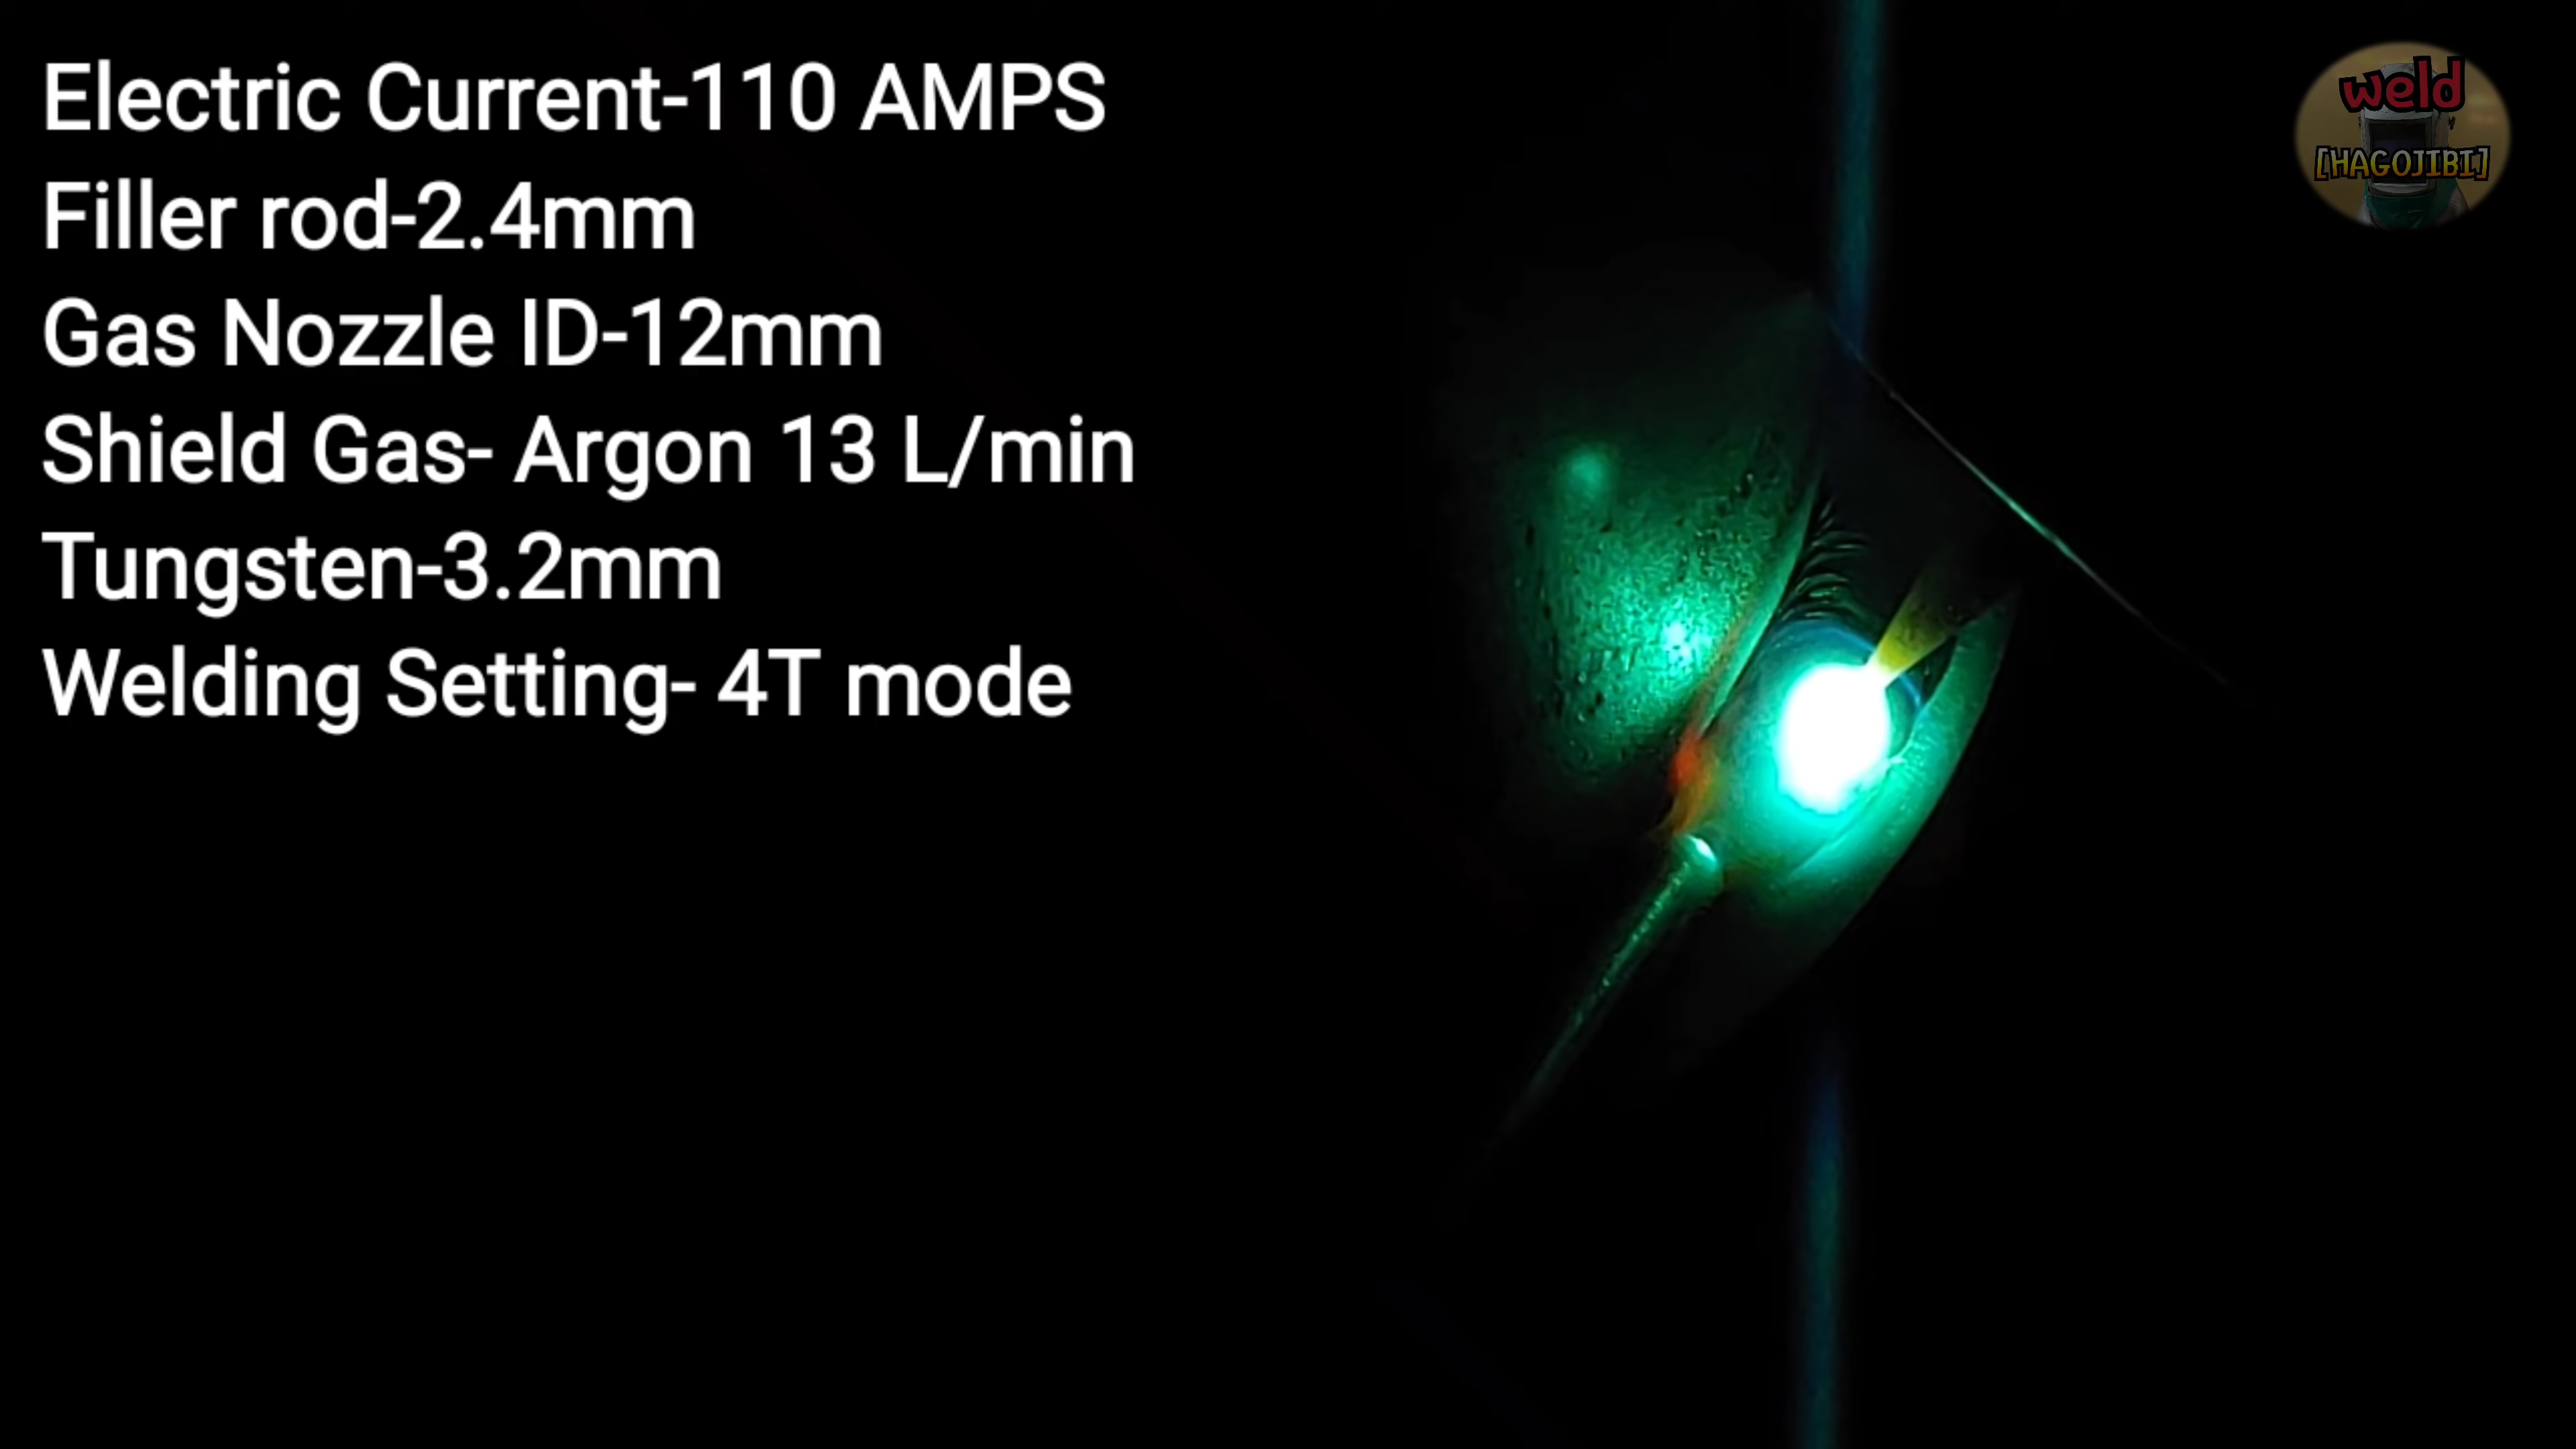 Electric Current-110 AMPS
Filler rod-2.4mm
Gas Nozzle ID-12mm
Shield Gas- Argon 13 L/min
Tungsten-3.2mm
Welding Setting- 4T mode
weld
[HAGOJIBI]